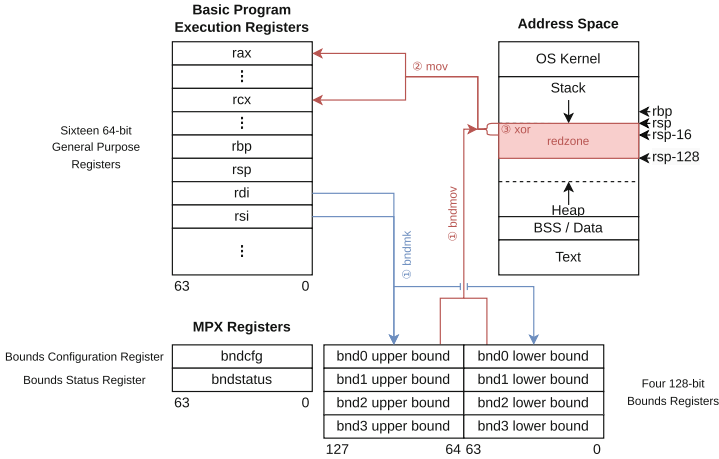 Basic Program
Execution Registers
Address Space
rax
⋮
rcx
⋮
rbp
rsp
rdi
rsi
⋮
63 0
Sixteen 64-bit
General Purpose
Registers
② mov
① bndmk
① bndmov
③ xor
OS Kernel
Stack
redzone
Heap
BSS / Data
Text
rbp
rsp
rsp-16
rsp-128
MPX Registers
Bounds Configuration Register
bndcfg
Bounds Status Register
bndstatus
63 0
bnd0 upper bound bnd0 lower bound
bnd1 upper bound bnd1 lower bound
bnd2 upper bound bnd2 lower bound
bnd3 upper bound bnd3 lower bound
127 64 63 0
Four 128-bit
Bounds Registers